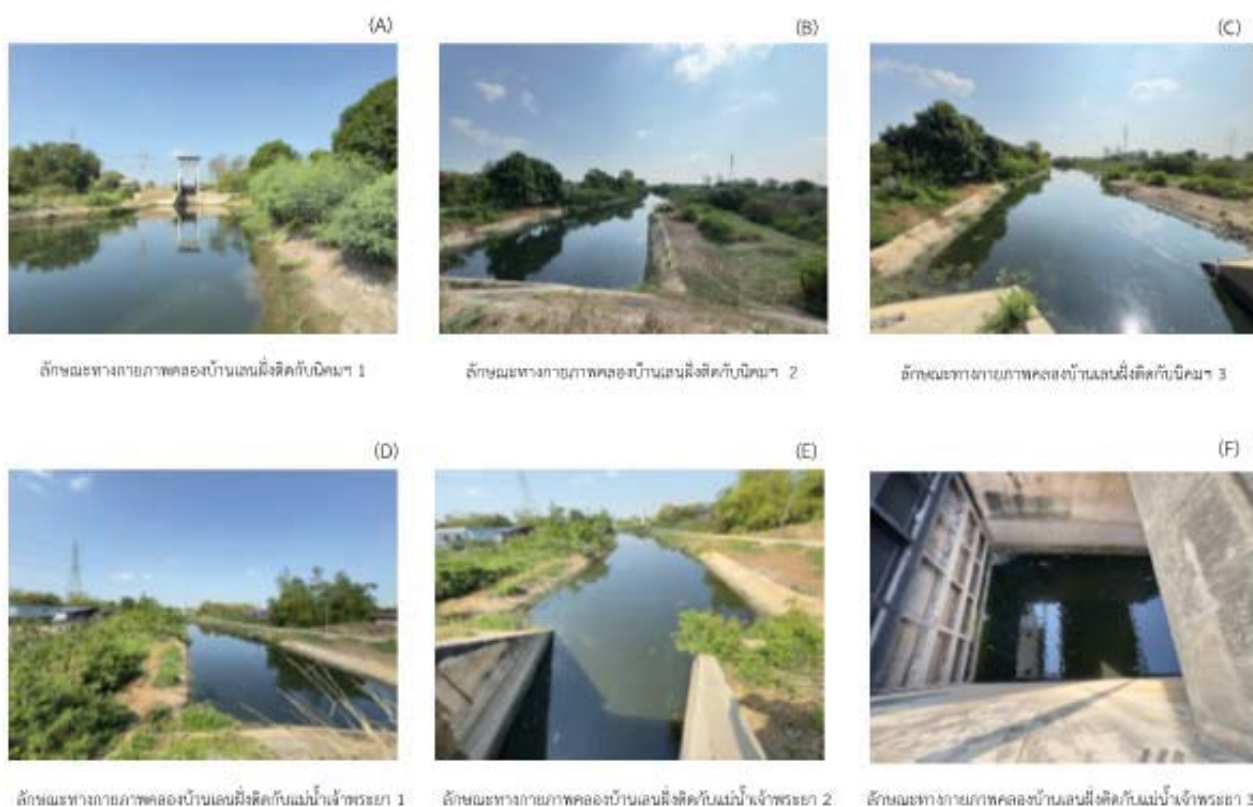 (A)
(B)
(C)
ลักษณะทางกายภาพคลองบ้านเลนฝั่งติดกับนิคมฯ 1
ลักษณะทางกายภาพคลองบ้านเลนฝั่งติดกับนิคมฯ 2
ลักษณะทางกายภาพคลองบ้านเลนฝั่งติดกับนิคมฯ 3
(D)
(E)
(F)
ลักษณะทางกายภาพคลองบ้านเลนฝั่งติดกับแม่น้ำเจ้าพระยา 1
ลักษณะทางกายภาพคลองบ้านเลนฝั่งติดกับแม่น้ำเจ้าพระยา 2
ลักษณะทางกายภาพคลองบ้านเลนฝั่งติดกับแม่น้ำเจ้าพระยา